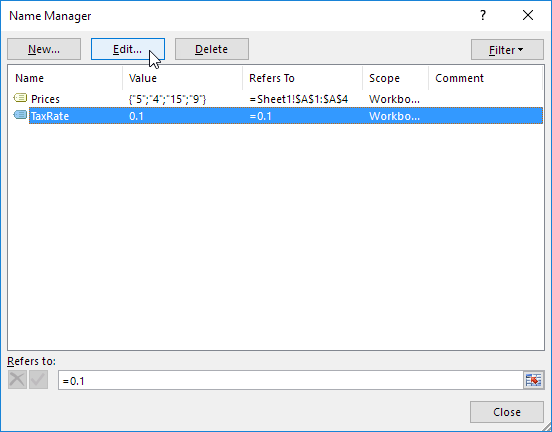 Name Manager
?
New... Edit... Delete Filter
Name Value Refers To Scope Comment
Prices {"5";"4";"15";"9"} =Sheet1!$A$1:$A$4 Workbo...
TaxRate 0.1 =0.1 Workbo...
Refers to:
=0.1
Close